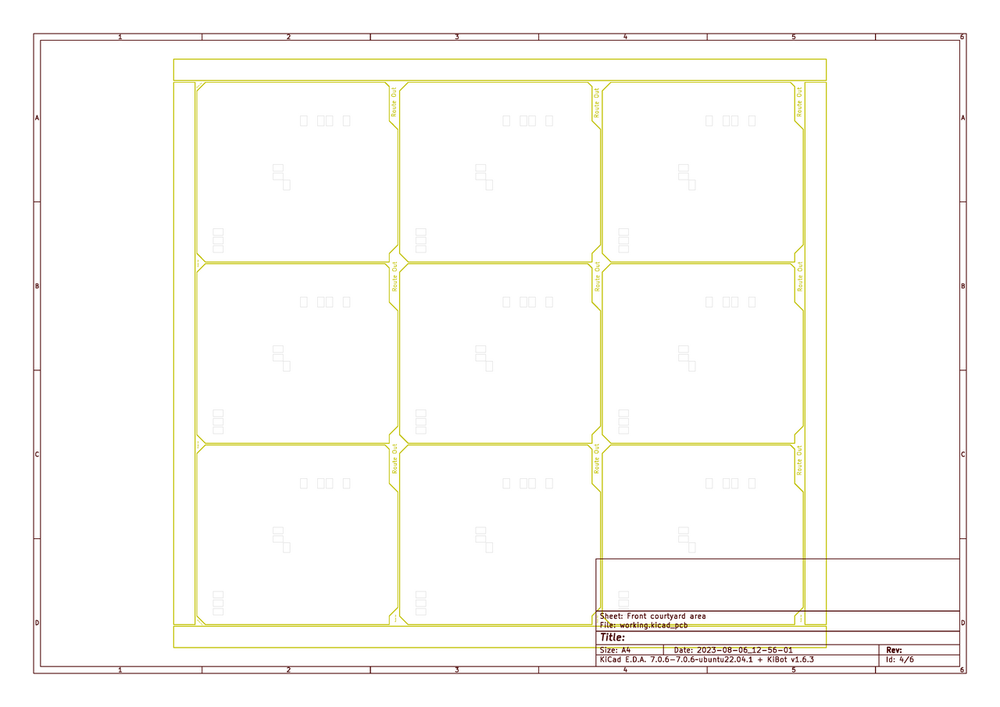 1 2 3 4 5 6
A A
Route Out Route Out Route Out
B B
Route Out Route Out Route Out
C C
Route Out Route Out Route Out
Sheet: Front courtyard area
D D
File: working.kicad_pcb
Title:
Size: A4 Date: 2023-08-06_12-56-01 Rev:
KiCad E.D.A. 7.0.6-7.0.6-ubuntu22.04.1 + KiBot v1.6.3 Id: 4/6
1 2 3 4 5 6